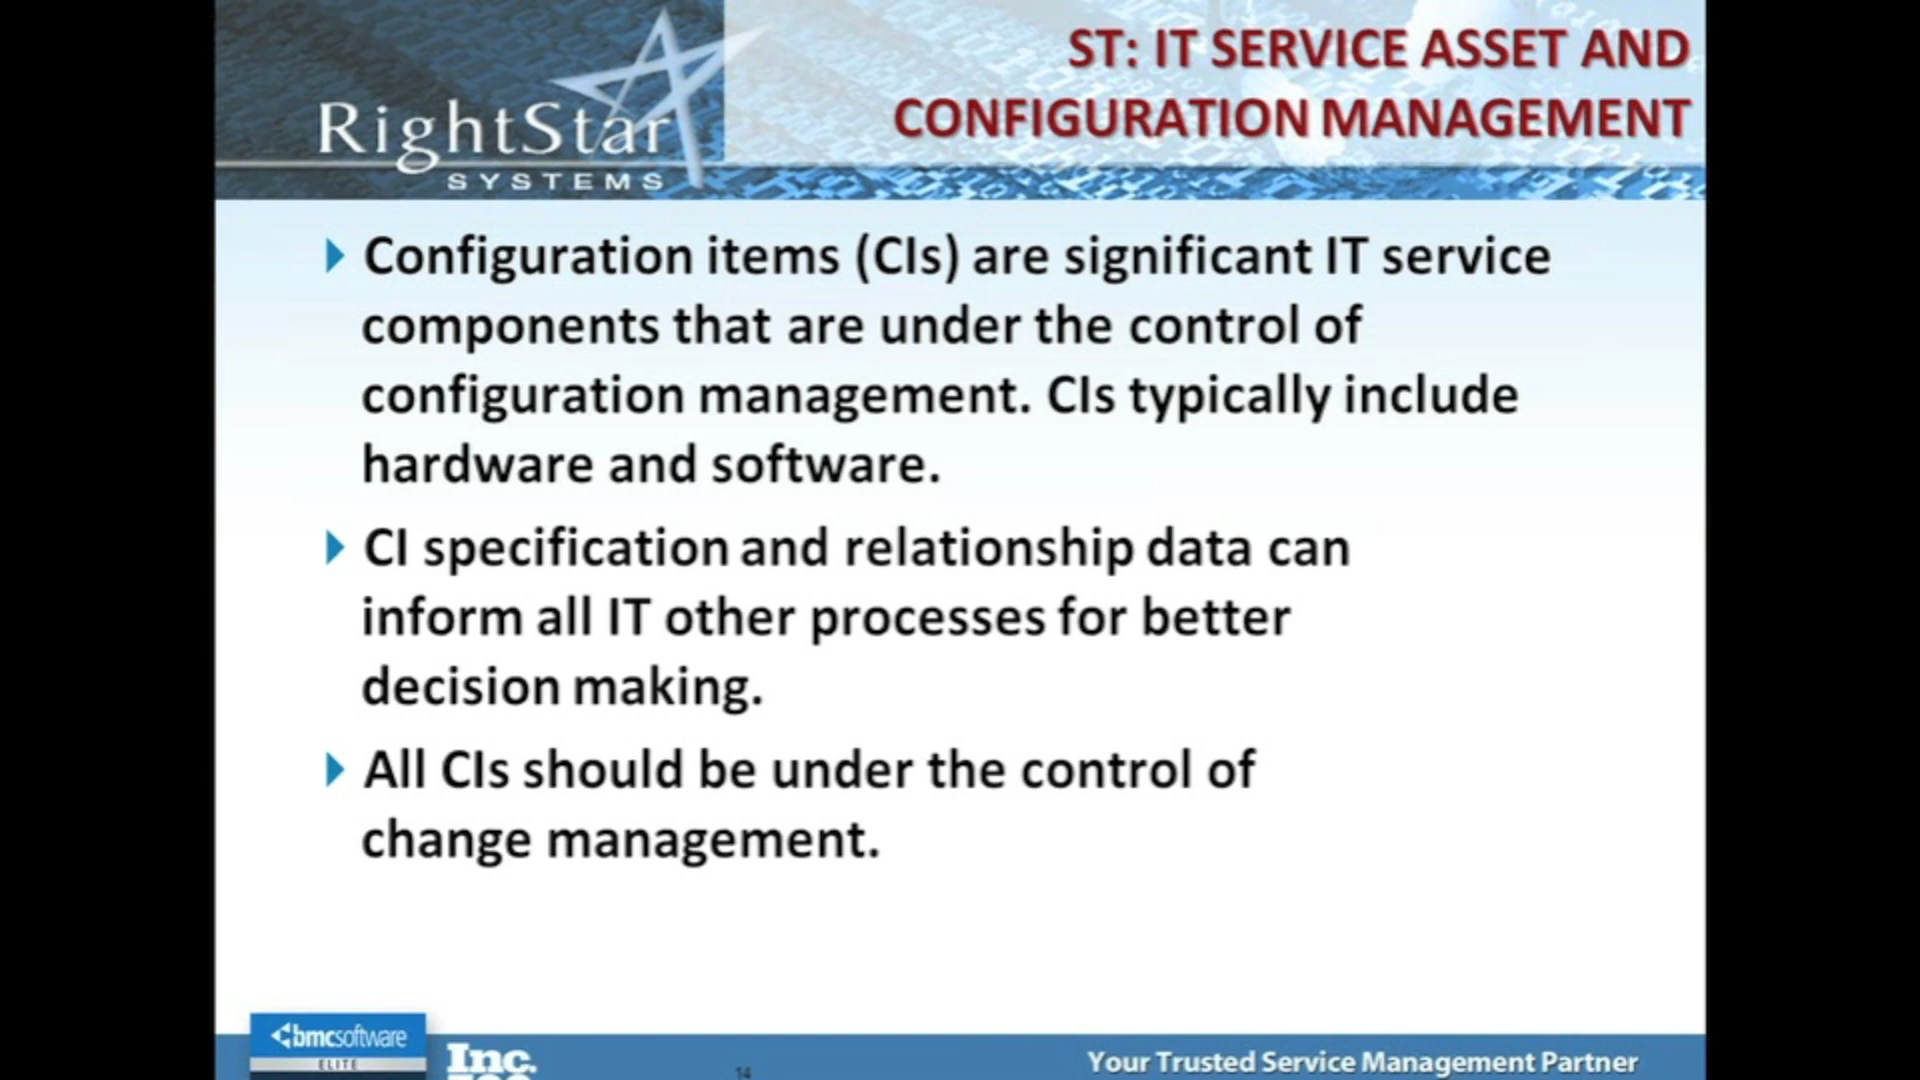 ST: IT SERVICE ASSET AND
CONFIGURATION MANAGEMENT
RightStar
SYSTEMS
Configuration items (CIs) are significant IT service
components that are under the control of
configuration management. CIs typically include
hardware and software.
CI specification and relationship data can
inform all IT other processes for better
decision making.
All CIs should be under the control of
change management.
bmcsoftware
ELITE
Inc.
14
Your Trusted Service Management Partner